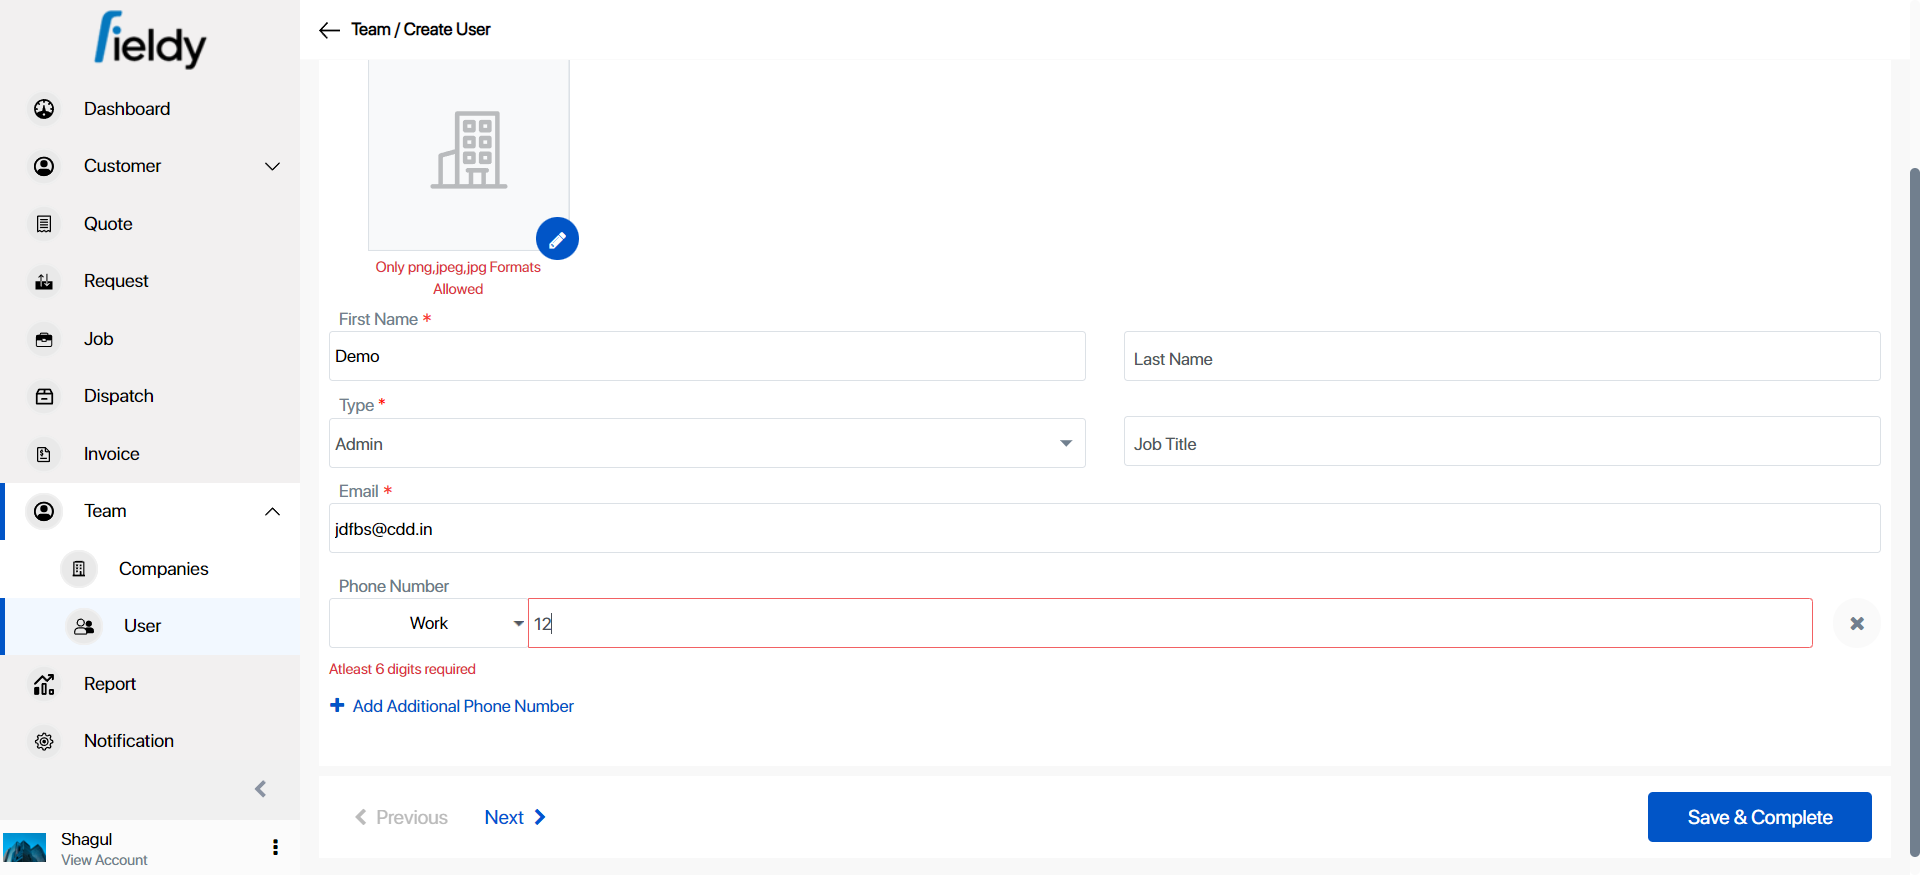 fieldy
Team / Create User
Dashboard
Customer
Quote
Request
Job
Dispatch
Invoice
Team
Companies
User
Report
Notification
Shagul
View Account
Only png,jpeg,jpg Formats
Allowed
First Name *
Demo
Last Name
Type *
Admin
Job Title
Email *
jdfbs@cdd.in
Phone Number
Work
12
Atleast 6 digits required
Add Additional Phone Number
Previous
Next
Save & Complete